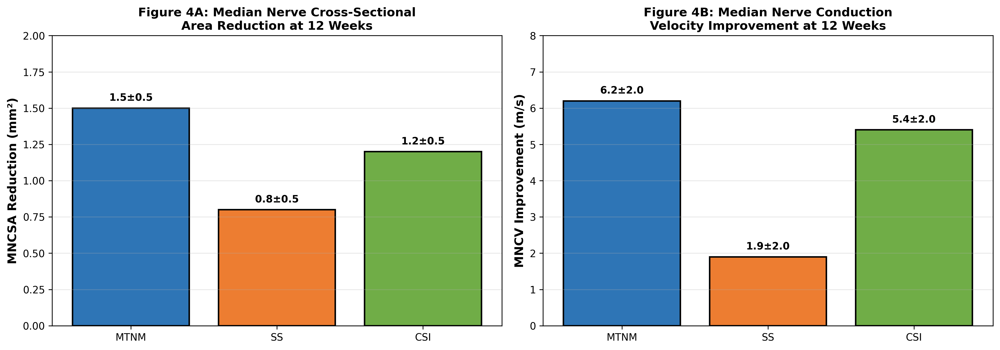 Figure 4A: Median Nerve Cross-Sectional
Area Reduction at 12 Weeks
MNCSA Reduction (mm²)
2.00
1.75
1.50
1.25
1.00
0.75
0.50
0.25
0.00
1.5±0.5
0.8±0.5
1.2±0.5
MTNM
SS
CSI
Figure 4B: Median Nerve Conduction
Velocity Improvement at 12 Weeks
MNCV Improvement (m/s)
8
7
6
5
4
3
2
1
0
6.2±2.0
1.9±2.0
5.4±2.0
MTNM
SS
CSI